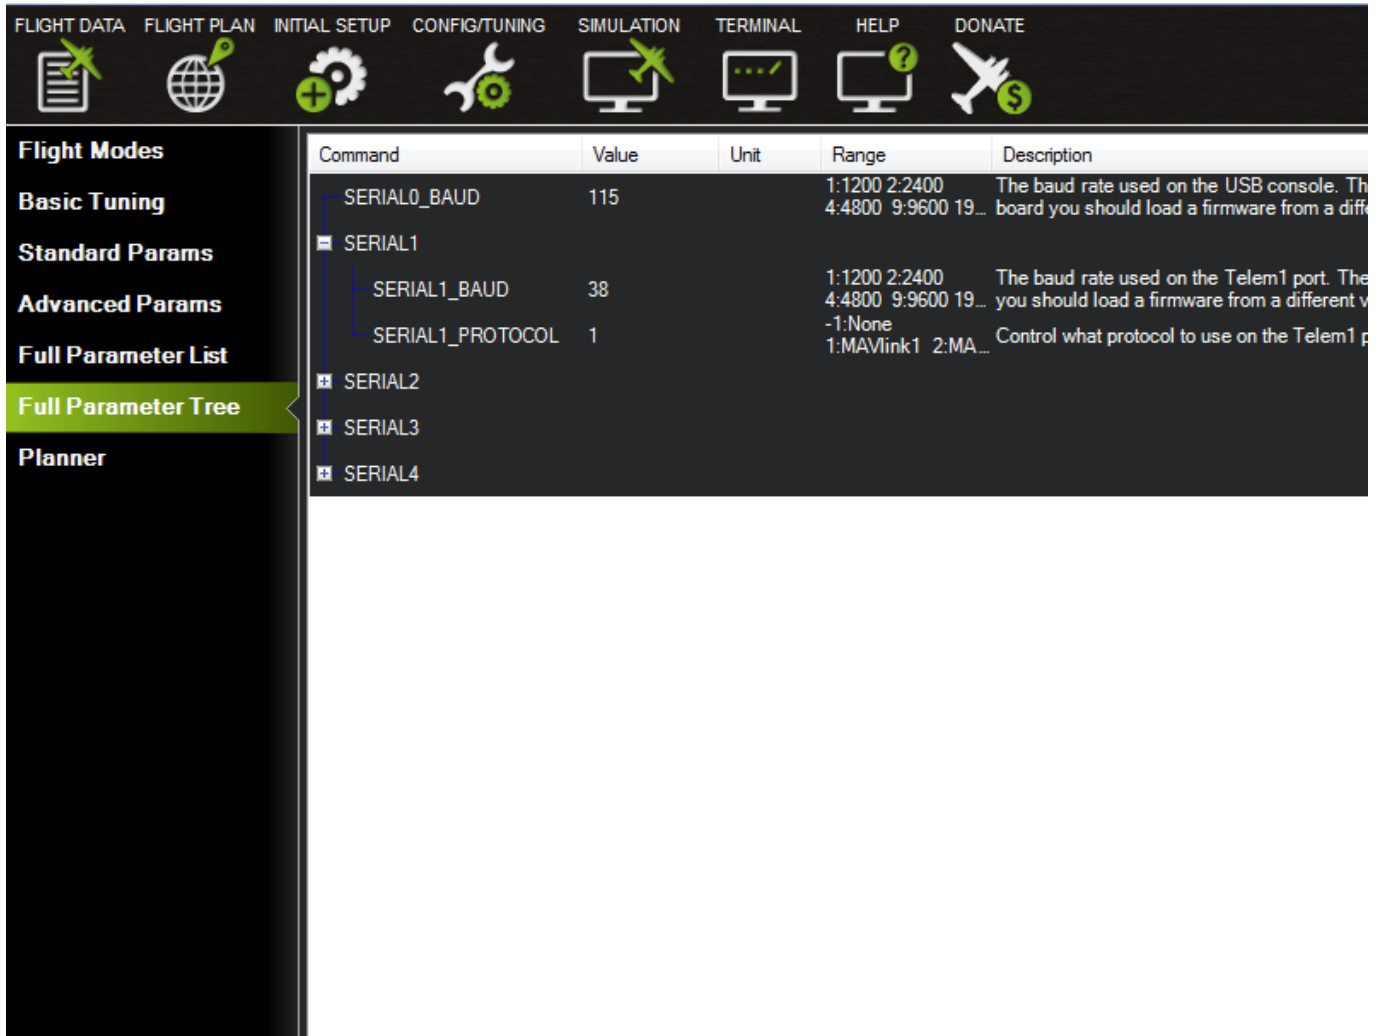 FLIGHT DATA FLIGHT PLAN INITIAL SETUP CONFIG/TUNING SIMULATION TERMINAL HELP DONATE
Flight Modes
Basic Tuning
Standard Params
Advanced Params
Full Parameter List
Full Parameter Tree
Planner
Command Value Unit Range Description
SERIAL0_BAUD 115 1:1200 2:2400 The baud rate used on the USB console. Th
4:4800 9:9600 19... board you should load a firmware from a diffe
SERIAL1
SERIAL1_BAUD 38 1:1200 2:2400 The baud rate used on the Telem1 port. The
4:4800 9:9600 19... you should load a firmware from a different v
SERIAL1_PROTOCOL 1 -1:None
1:MAVlink1 2:MA... Control what protocol to use on the Telem1 p
SERIAL2
SERIAL3
SERIAL4